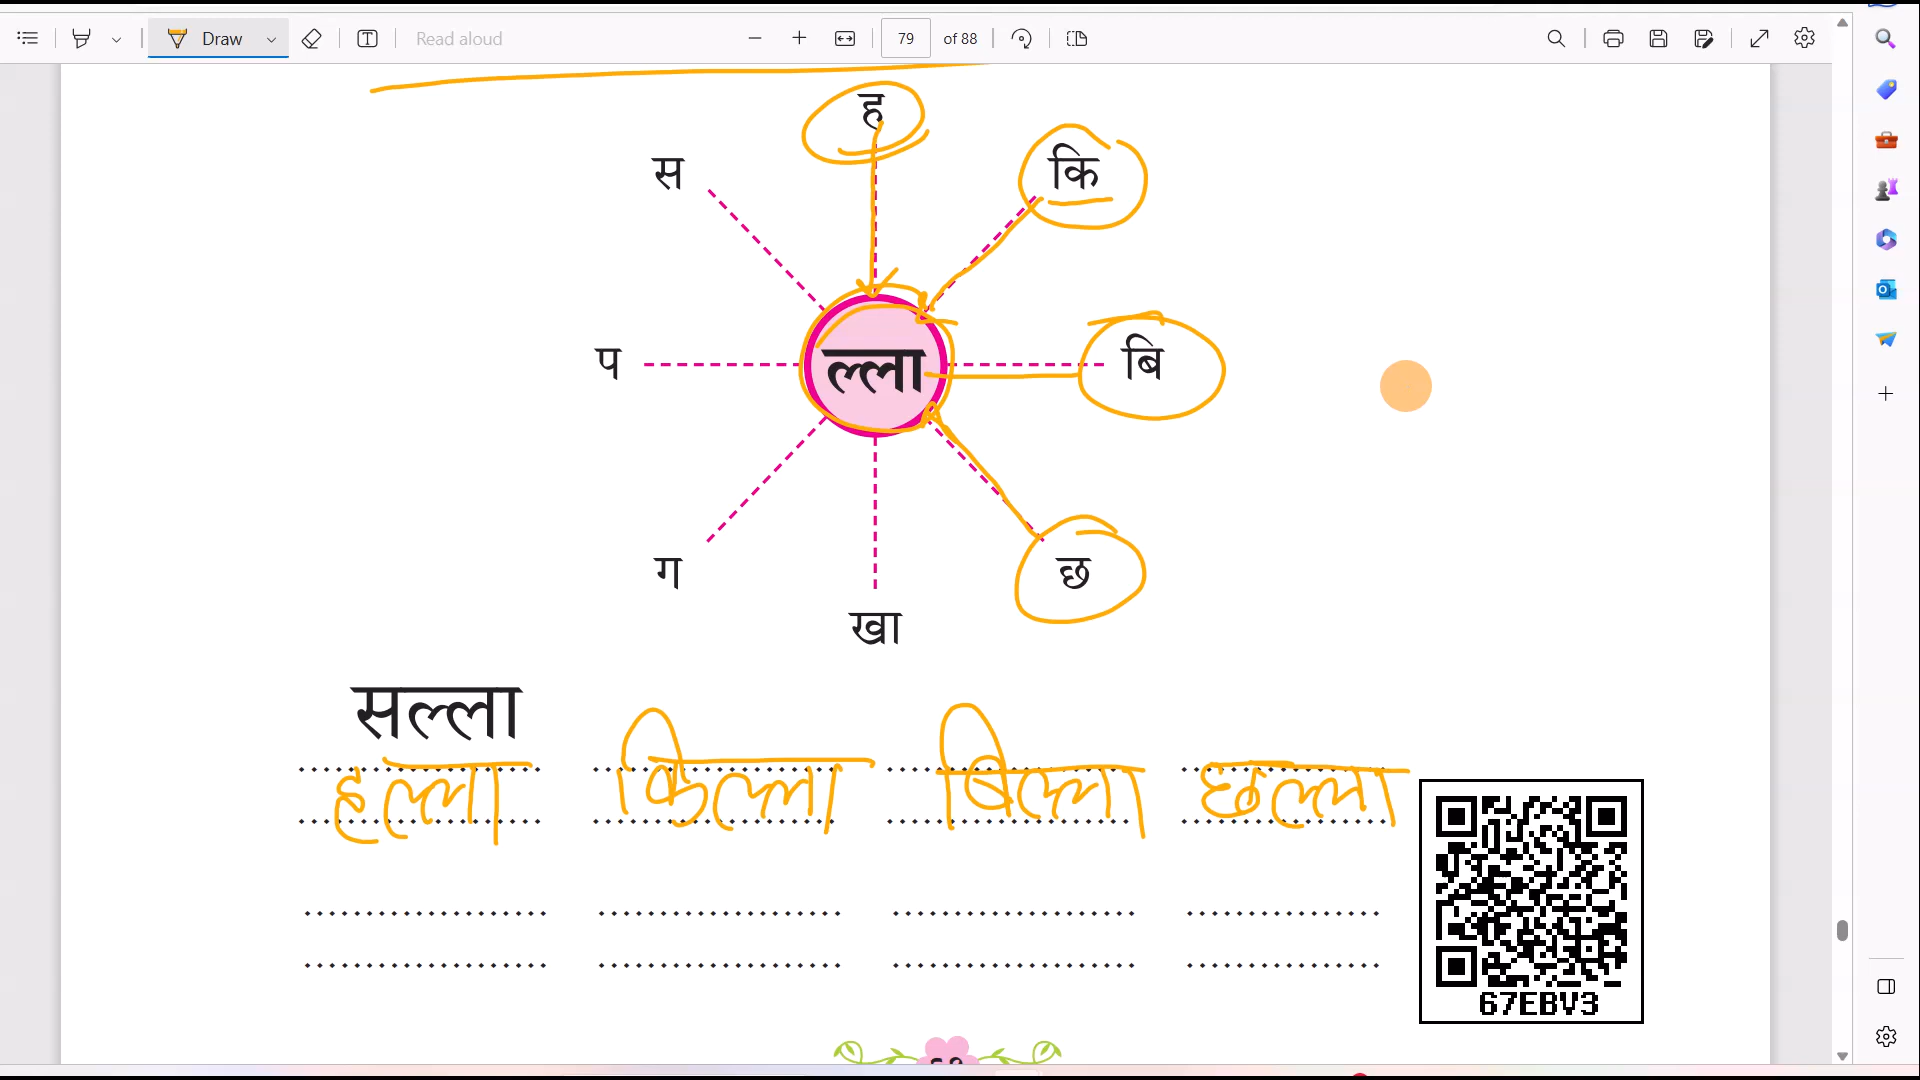 Draw
Read aloud
79 of 88
ह
स कि
प ल्ला बि
ग छ
खा
सल्ला
हल्ला किल्ला बिल्ला छल्ला
67EBV3